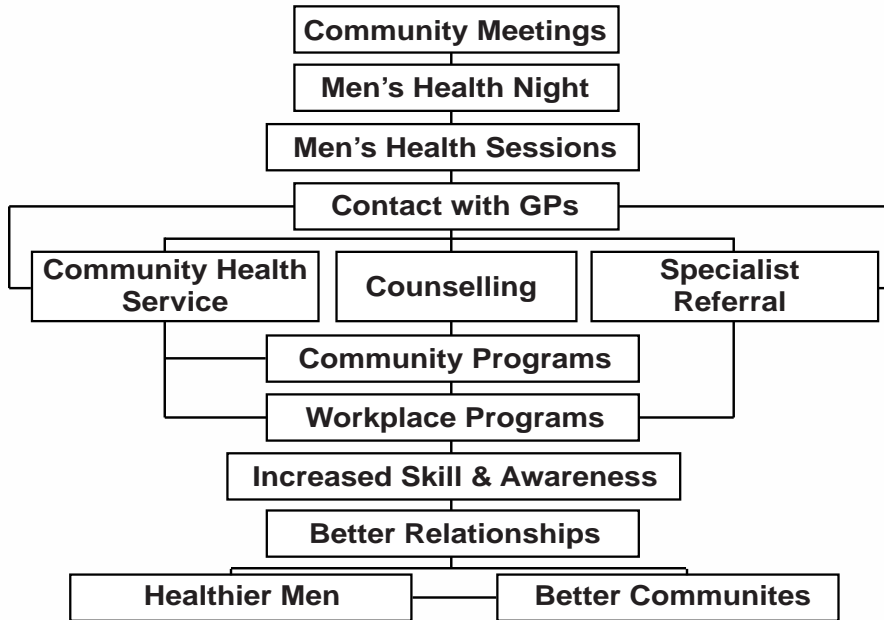 Community Meetings
Men’s Health Night
Men’s Health Sessions
Contact with GPs
Community Health
Service
Counselling
Specialist
Referral
Community Programs
Workplace Programs
Increased Skill & Awareness
Better Relationships
Healthier Men
Better Communites